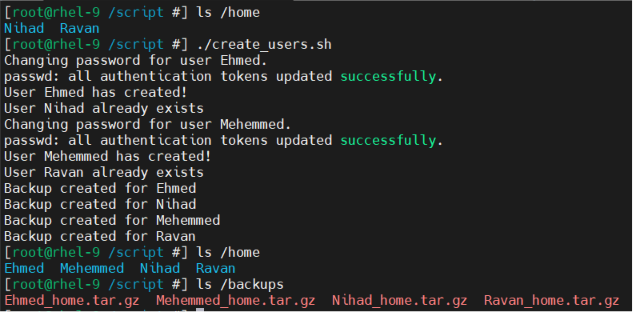 [root@rhel-9 /script #] ls /home
Nihad  Ravan
[root@rhel-9 /script #] ./create_users.sh
Changing password for user Ehmed.
passwd: all authentication tokens updated successfully.
User Ehmed has created!
User Nihad already exists
Changing password for user Mehemmed.
passwd: all authentication tokens updated successfully.
User Mehemmed has created!
User Ravan already exists
Backup created for Ehmed
Backup created for Nihad
Backup created for Mehemmed
Backup created for Ravan
[root@rhel-9 /script #] ls /home
Ehmed  Mehemmed  Nihad  Ravan
[root@rhel-9 /script #] ls /backups
Ehmed_home.tar.gz  Mehemmed_home.tar.gz  Nihad_home.tar.gz  Ravan_home.tar.gz